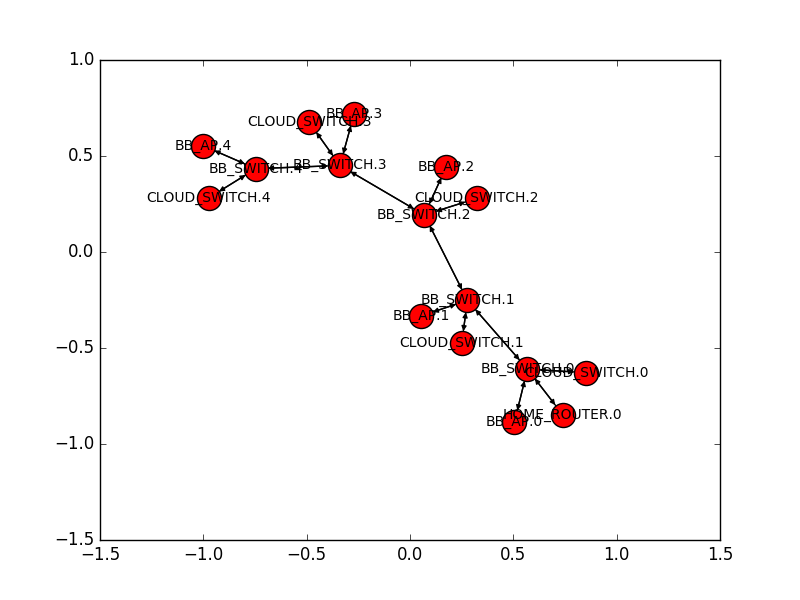 1.0
BB_AP.3
CLOUD_SWITCH.3
BB_AP.4
0.5
BB_SWITCH.3
BB_AP.2
BB_SWITCH.4
CLOUD_SWITCH.4
CLOUD_SWITCH.2
BB_SWITCH.2
0.0
BB_SWITCH.1
BB_AP.1
CLOUD_SWITCH.1
−0.5
BB_SWITCH.0
CLOUD_SWITCH.0
HOME_ROUTER.0
BB_AP.0
−1.0
−1.5
−1.5 −1.0 −0.5 0.0 0.5 1.0 1.5